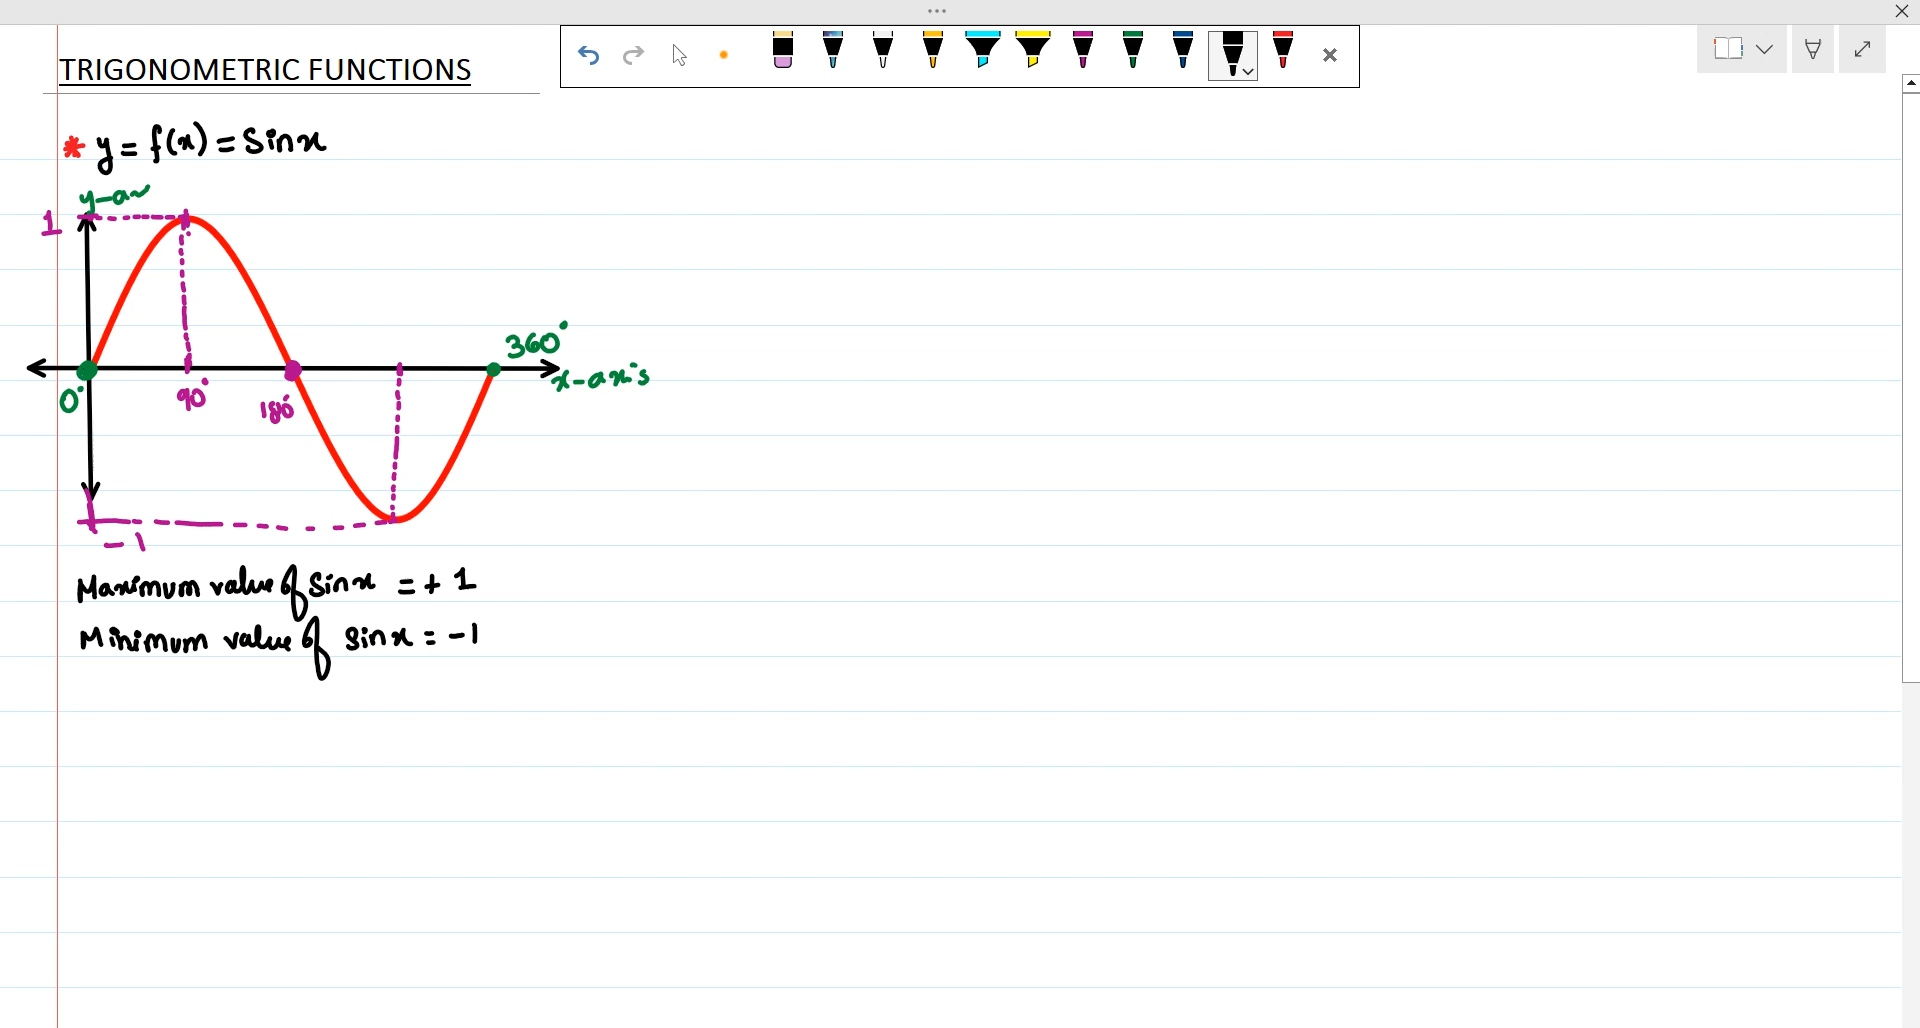 TRIGONOMETRIC FUNCTIONS
* y = f(x) = Sinx
1
360°
x-axis
0°
90°
180°
-1
Maximum value of Sinx = + 1
Minimum value of Sinx = -1